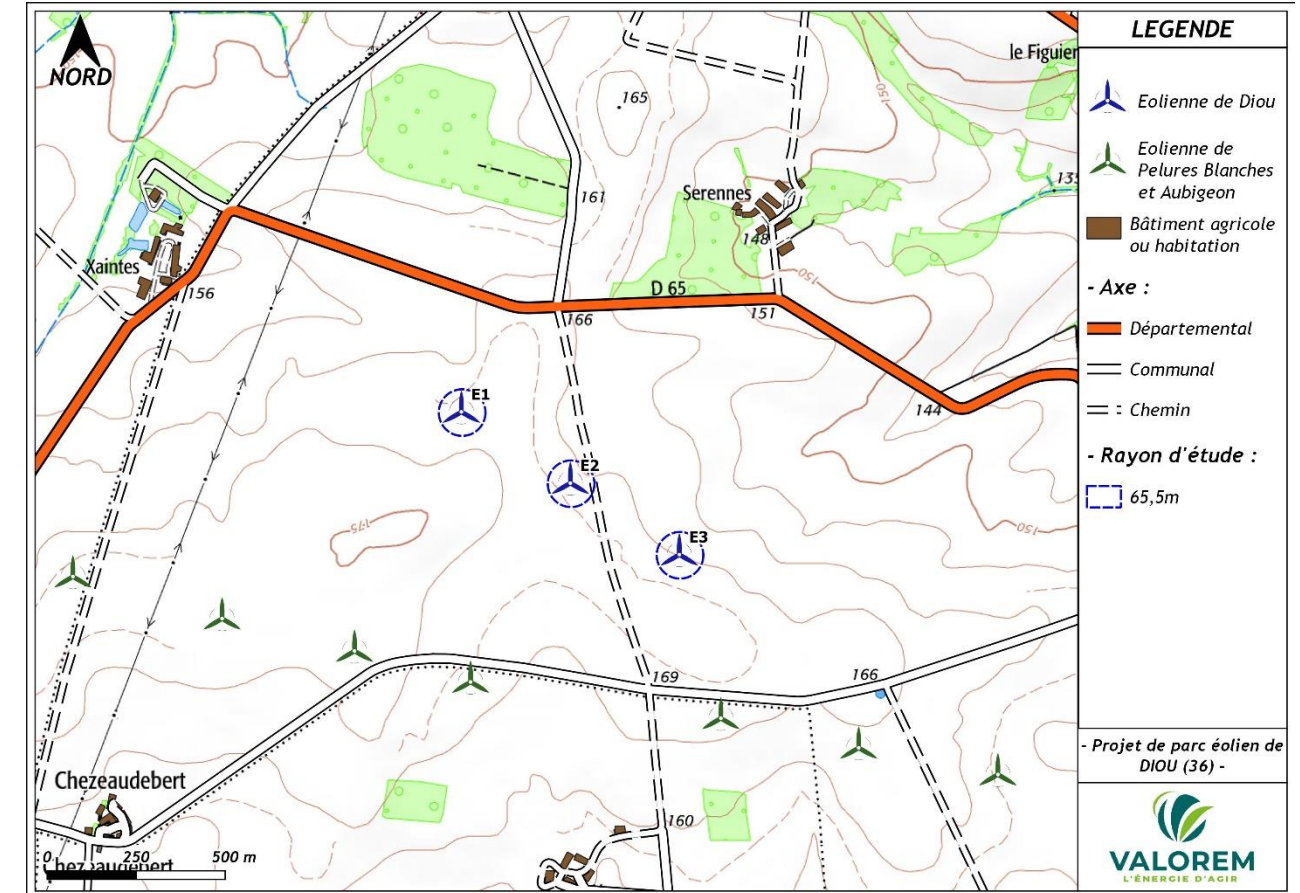 NORD
165
le Figuier
150
Serennes
135
161
148
Xaintes
156
D 65
150
166
151
E1
144
E2
E3
175
150
169
166
Chezeaudebert
160
0 250 500 m
Chezeaudebert
LEGENDE
Eolienne de Diou
Eolienne de
Pelures Blanches
et Aubigeon
Bâtiment agricole
ou habitation
- Axe :
Départemental
Communal
Chemin
- Rayon d'étude :
65,5m
- Projet de parc éolien de
DIOU (36) -
VALOREM
L'ÉNERGIE D'AGIR